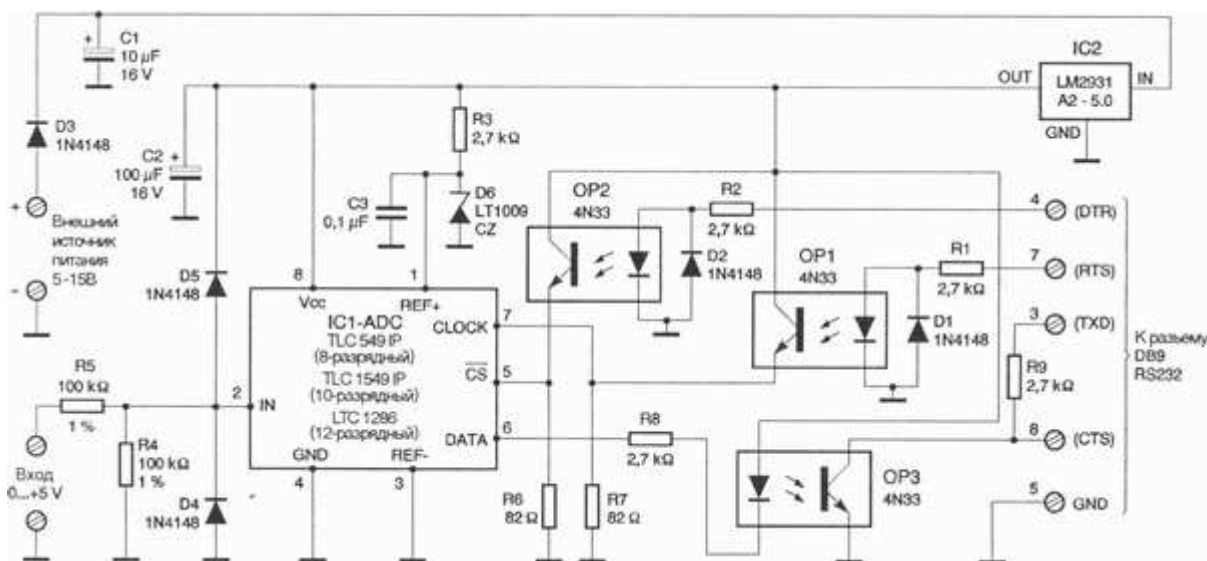 C1
10 µF
16 V
IC2
OUT
LM2931
A2 - 5.0
IN
GND
D3
1N4148
C2
100 µF
16 V
R3
2,7 kΩ
+
Внешний
источник
питания
5-15В
-
C3
0,1 µF
D6
LT1009
CZ
OP2
4N33
R2
2,7 kΩ
4
(DTR)
D2
1N4148
OP1
4N33
R1
2,7 kΩ
7
(RTS)
D1
1N4148
3
(TXD)
К разъему
DB9
RS232
D5
1N4148
8
1
Vcc
REF+
IC1-ADC
TLC 549 IP
(8-разрядный)
TLC 1549 IP
(10-разрядный)
LTC 1286
(12-разрядный)
CLOCK
7
CS
5
DATA
6
2
IN
GND
REF-
4
3
R5
100 kΩ
1 %
R4
100 kΩ
1 %
Вход
0...+5 V
D4
1N4148
R9
2,7 kΩ
R8
2,7 kΩ
8
(CTS)
R6
82 Ω
R7
82 Ω
OP3
4N33
5
GND